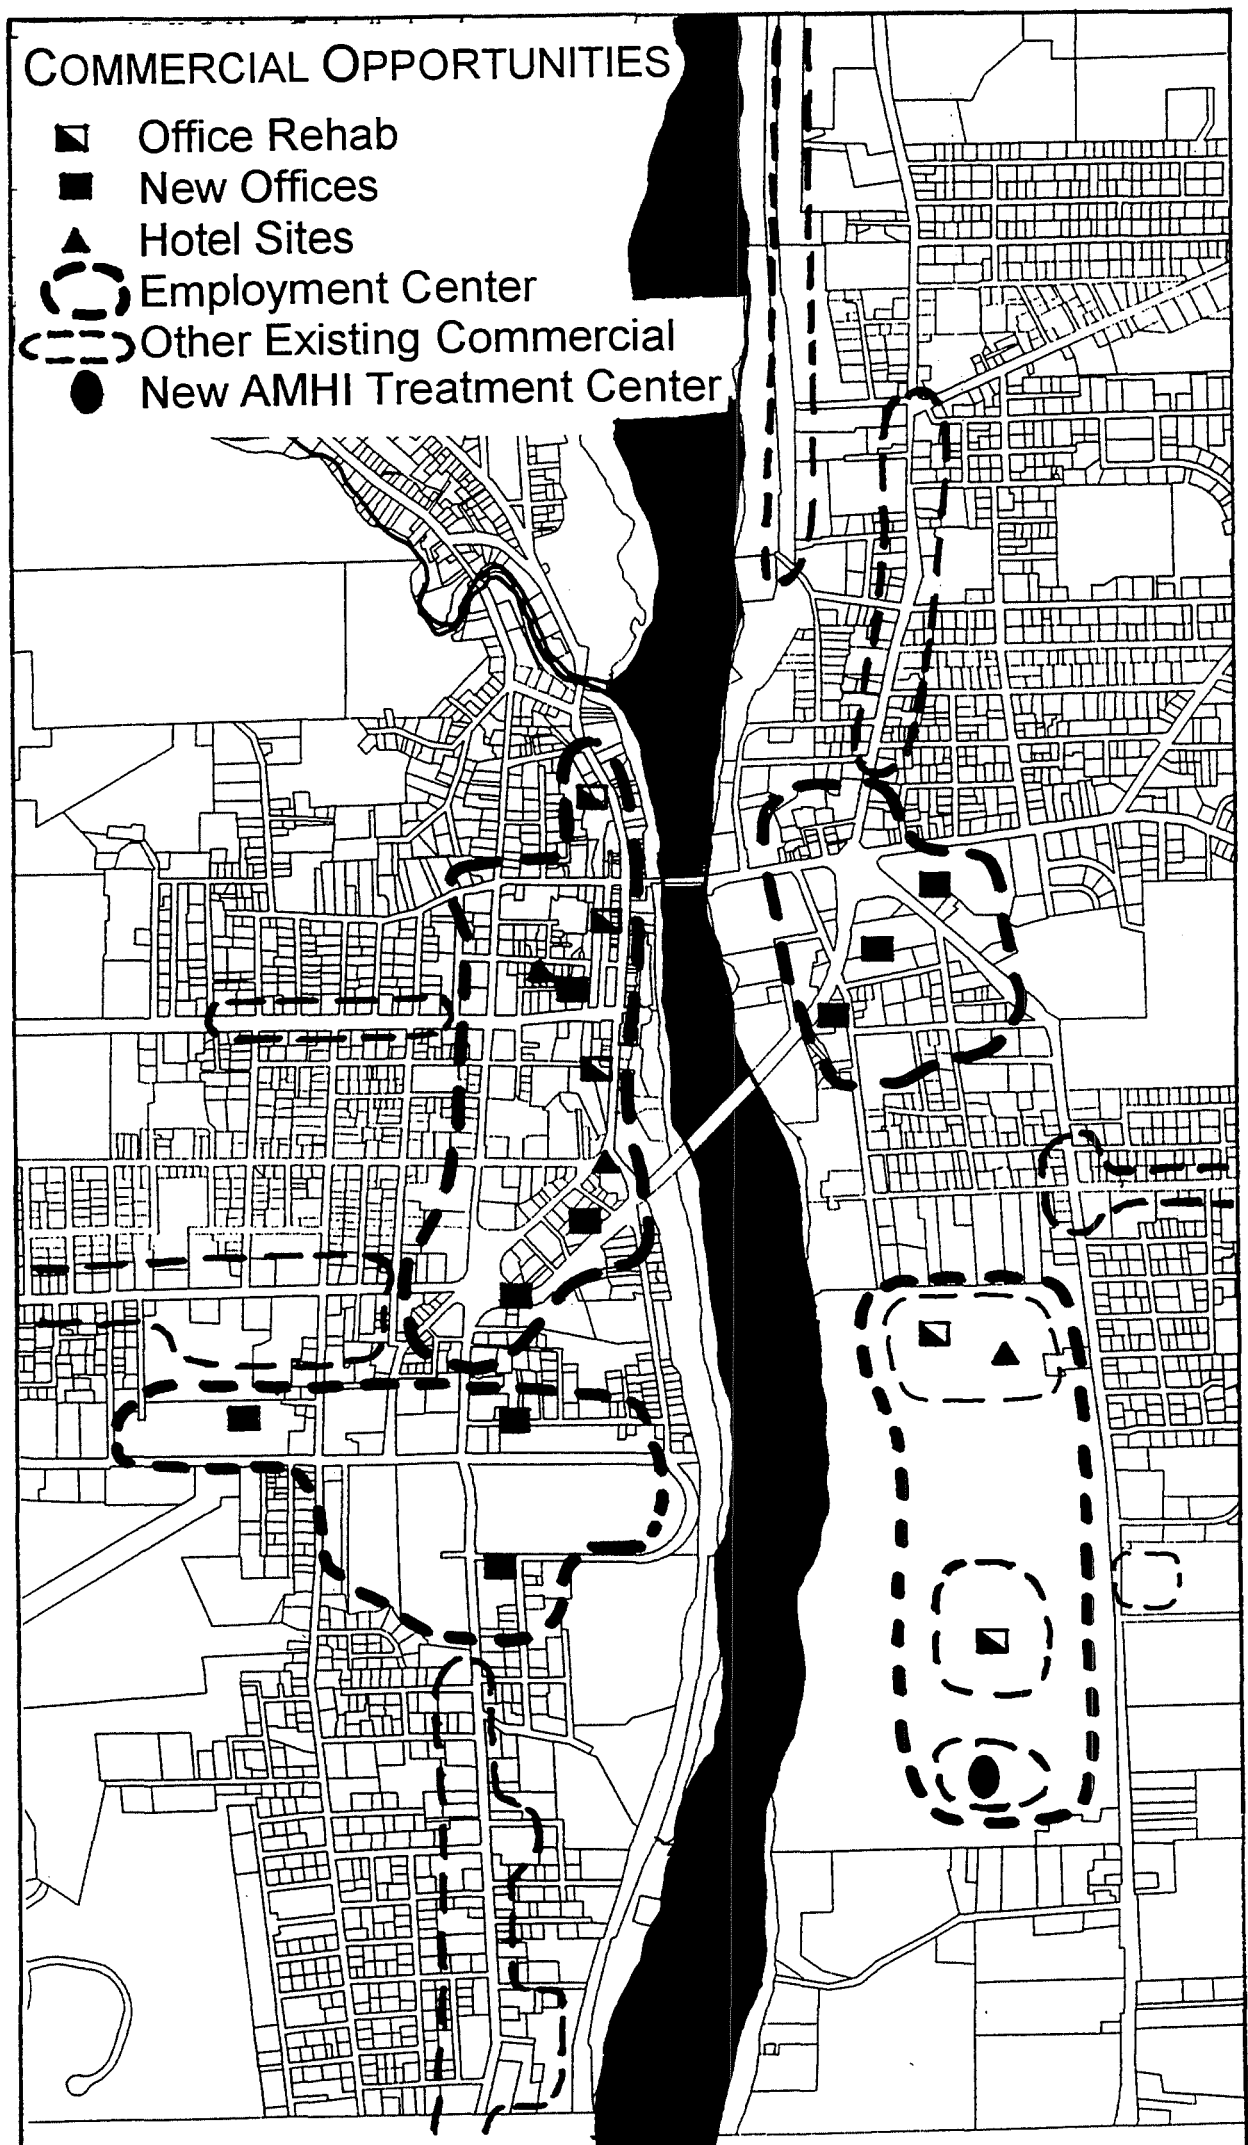 COMMERCIAL OPPORTUNITIES
Office Rehab
New Offices
Hotel Sites
Employment Center
Other Existing Commercial
New AMHI Treatment Center